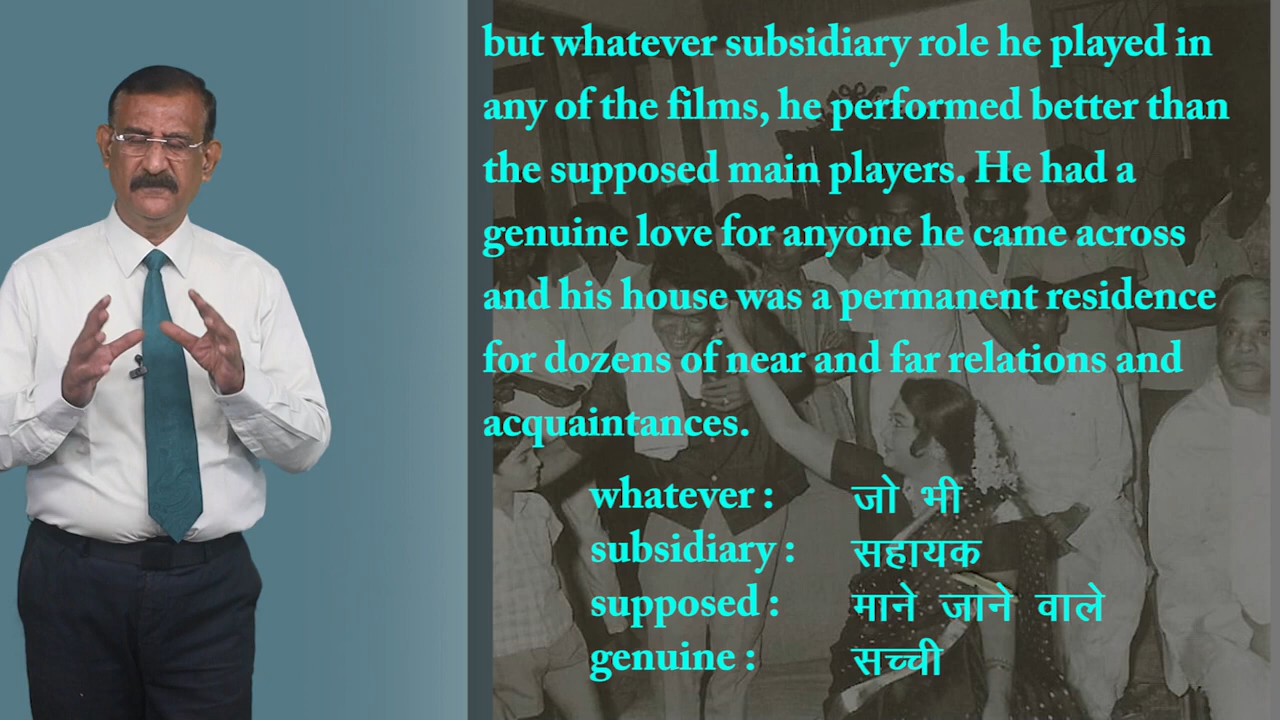 but whatever subsidiary role he played in
any of the films, he performed better than
the supposed main players. He had a
genuine love for anyone he came across
and his house was a permanent residence
for dozens of near and far relations and
acquaintances.
whatever : जो भी
subsidiary : सहायक
supposed : माने जाने वाले
genuine : सच्ची